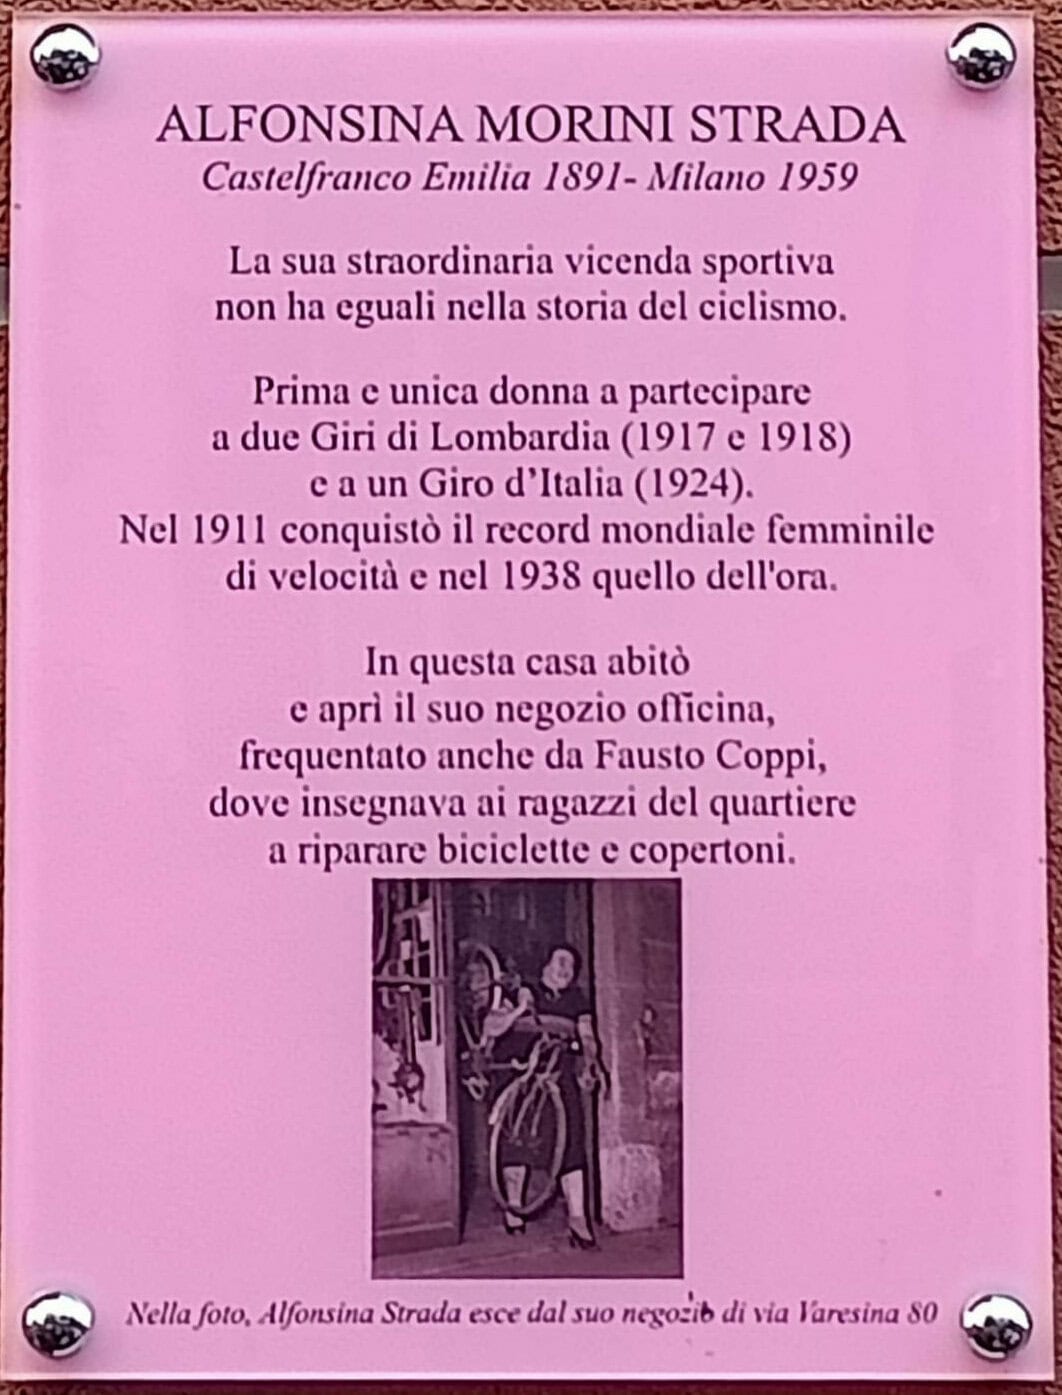 ALFONSINA MORINI STRADA
Castelfranco Emilia 1891- Milano 1959
La sua straordinaria vicenda sportiva
non ha eguali nella storia del ciclismo.
Prima e unica donna a partecipare
a due Giri di Lombardia (1917 e 1918)
e a un Giro d’Italia (1924).
Nel 1911 conquistò il record mondiale femminile
di velocità e nel 1938 quello dell'ora.
In questa casa abitò
e aprì il suo negozio officina,
frequentato anche da Fausto Coppi,
dove insegnava ai ragazzi del quartiere
a riparare biciclette e copertoni.
Nella foto, Alfonsina Strada esce dal suo negozio di via Varesina 80